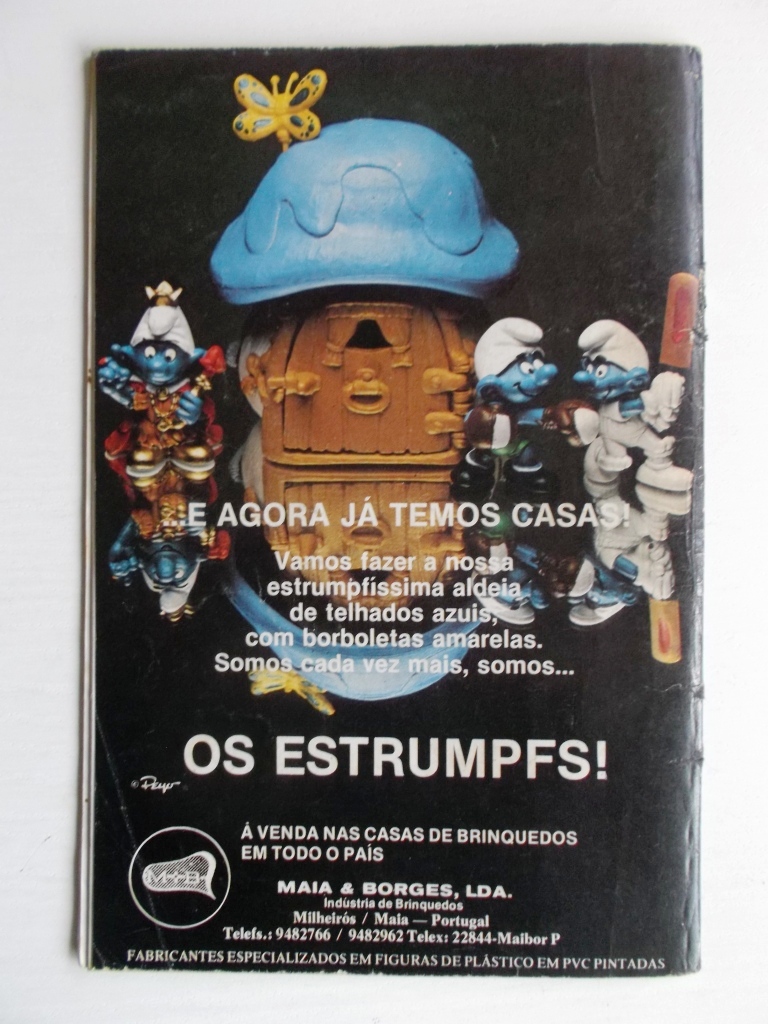 ...E AGORA JÁ TEMOS CASAS!
Vamos fazer a nossa
estrumpfíssima aldeia
de telhados azuis,
com borboletas amarelas.
Somos cada vez mais, somos...
OS ESTRUMPFS!
© Peyo
À VENDA NAS CASAS DE BRINQUEDOS
EM TODO O PAÍS
M+B
MAIA & BORGES, LDA.
Indústria de Brinquedos
Milheirós / Maia — Portugal
Telefs.: 9482766 / 9482962 Telex: 22844-Maibor P
FABRICANTES ESPECIALIZADOS EM FIGURAS DE PLÁSTICO EM PVC PINTADAS